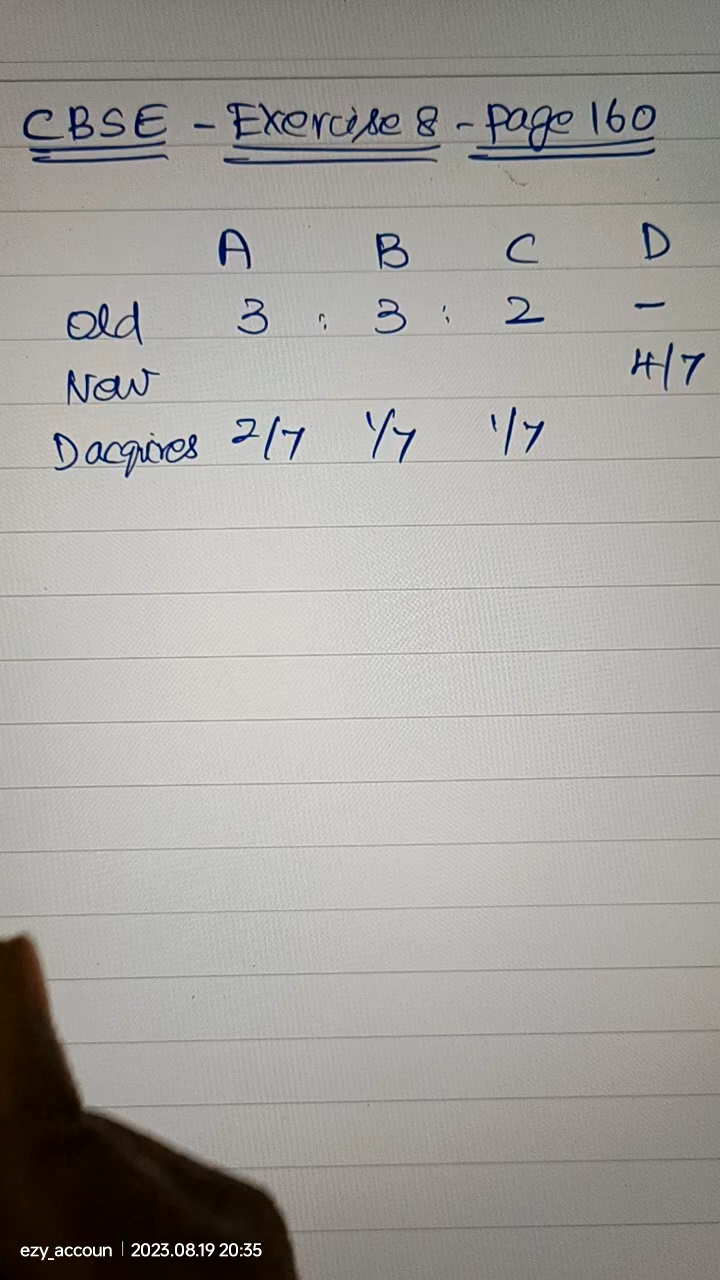 CBSE - Exercise 8 - page 160
A B C D
Old 3 : 3 : 2 -
New 4/7
D acquires 2/7 1/7 1/7
ezy_accoun | 2023.08.19 20:35